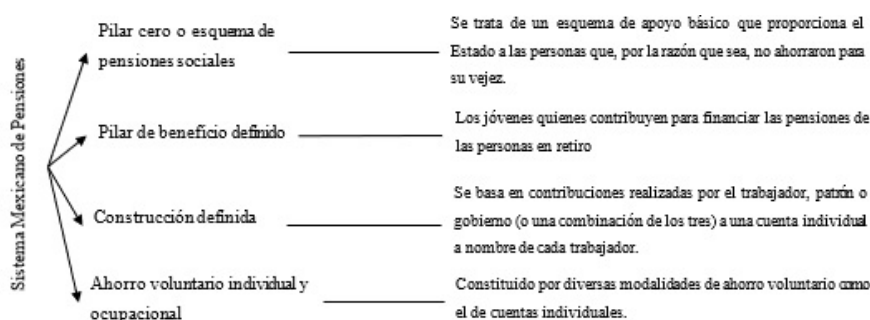 Sistema Mexicano de Pensiones
Pilar cero o esquema de
pensiones sociales
Se trata de un esquema de apoyo básico que proporciona el
Estado a las personas que, por la razón que sea, no ahorraron para
su vejez.
Pilar de beneficio definido
Los jóvenes quienes contribuyen para financiar las pensiones de
las personas en retiro
Construcción definida
Se basa en contribuciones realizadas por el trabajador, patrón o
gobierno (o una combinación de los tres) a una cuenta individual
a nombre de cada trabajador.
Ahorro voluntario individual y
ocupacional
Constituido por diversas modalidades de ahorro voluntario como
el de cuentas individuales.